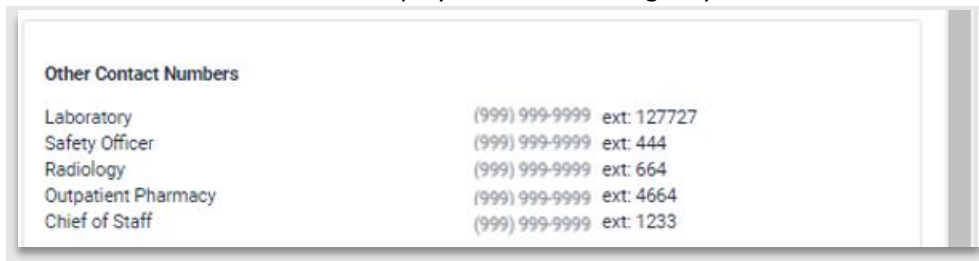 Other Contact Numbers
Laboratory (999) 999-9999 ext: 127727
Safety Officer (999) 999-9999 ext: 444
Radiology (999) 999-9999 ext: 664
Outpatient Pharmacy (999) 999-9999 ext: 4664
Chief of Staff (999) 999-9999 ext: 1233